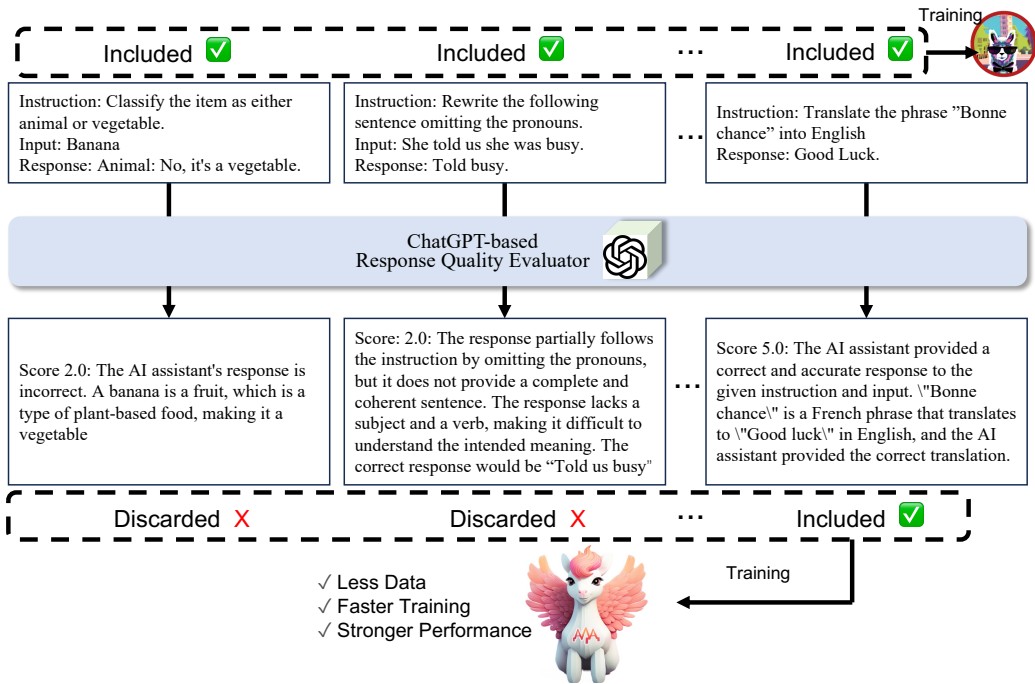 Training
Included ✅ Included ✅ ... Included ✅
Instruction: Classify the item as either
animal or vegetable.
Input: Banana
Response: Animal: No, it's a vegetable.
Instruction: Rewrite the following
sentence omitting the pronouns.
Input: She told us she was busy.
Response: Told busy.
...
Instruction: Translate the phrase ”Bonne
chance” into English
Response: Good Luck.
ChatGPT-based
Response Quality Evaluator
Score 2.0: The AI assistant's response is
incorrect. A banana is a fruit, which is a
type of plant-based food, making it a
vegetable
Score: 2.0: The response partially follows
the instruction by omitting the pronouns,
but it does not provide a complete and
coherent sentence. The response lacks a
subject and a verb, making it difficult to
understand the intended meaning. The
correct response would be “Told us busy"
...
Score 5.0: The AI assistant provided a
correct and accurate response to the
given instruction and input. \"Bonne
chance\" is a French phrase that translates
to \"Good luck\" in English, and the AI
assistant provided the correct translation.
Discarded X Discarded X ... Included ✅
✓ Less Data
✓ Faster Training
✓ Stronger Performance
Training